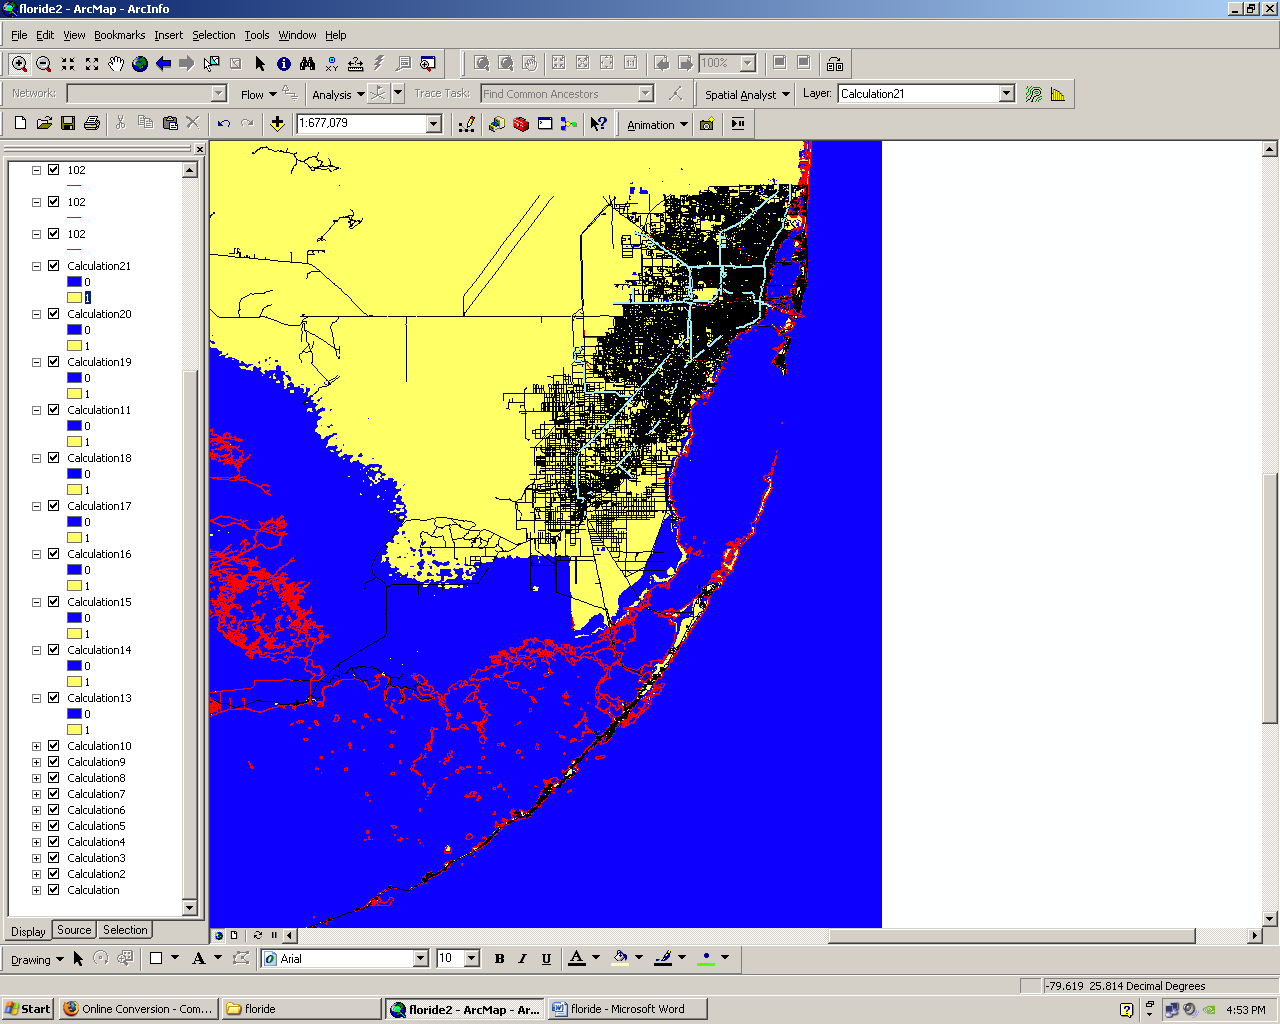 floride2 - ArcMap - ArcInfo
File Edit View Bookmarks Insert Selection Tools Window Help
100%
Network: Flow Analysis Trace Task: Find Common Ancestors Spatial Analyst Layer: Calculation21
1:677,079 Animation
102
102
102
Calculation21
0
1
Calculation20
0
1
Calculation19
0
1
Calculation11
0
1
Calculation18
0
1
Calculation17
0
1
Calculation16
0
1
Calculation15
0
1
Calculation14
0
1
Calculation13
0
1
Calculation10
Calculation9
Calculation8
Calculation7
Calculation6
Calculation5
Calculation4
Calculation3
Calculation2
Calculation
Display Source Selection
Drawing A Arial 10 B I U A
-79.619 25.814 Decimal Degrees
Start Online Conversion - Com... floride floride2 - ArcMap - Ar... floride - Microsoft Word 4:53 PM